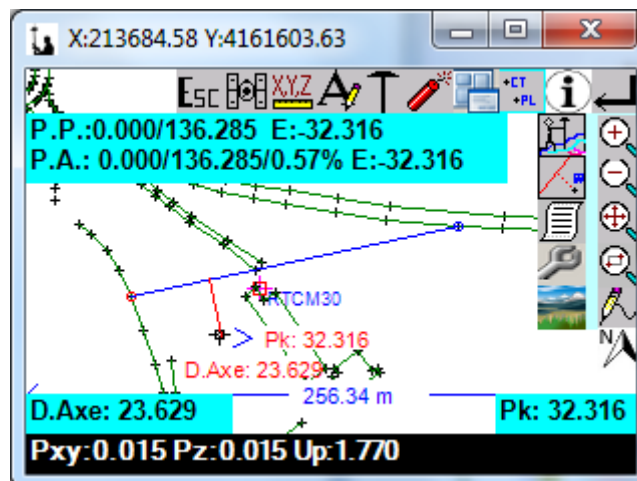 X:213684.58 Y:4161603.63
ESC X,Y,Z A T +CT +PL i
P.P.:0.000/136.285 E:-32.316
P.A.: 0.000/136.285/0.57% E:-32.316
RTCM30
Pk: 32.316
D.Axe: 23.629
256.34 m
N
D.Axe: 23.629 Pk: 32.316
Pxy:0.015 Pz:0.015 Up:1.770